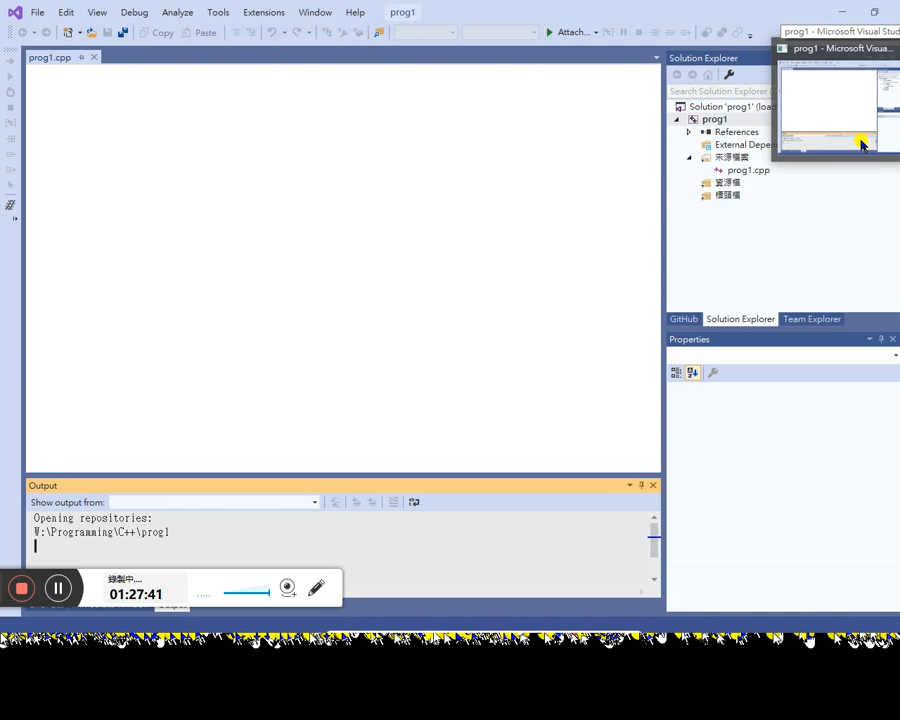 File Edit View Debug Analyze Tools Extensions Window Help prog1
Copy Paste Attach...
prog1 - Microsoft Visual Stud
prog1 - Microsoft Visua...
prog1.cpp
Solution Explorer
Search Solution Explorer
Solution 'prog1' (loa
prog1
References
External Depe
來源檔案
prog1.cpp
資源檔
標頭檔
GitHub Solution Explorer Team Explorer
Properties
Output
Show output from:
Opening repositories:
W:\Programming\C++\prog1
錄製中....
01:27:41